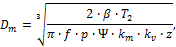 D_m = ∛(2 · β · T_2 / (π · f · p · Ψ · k_m · k_v · z)),